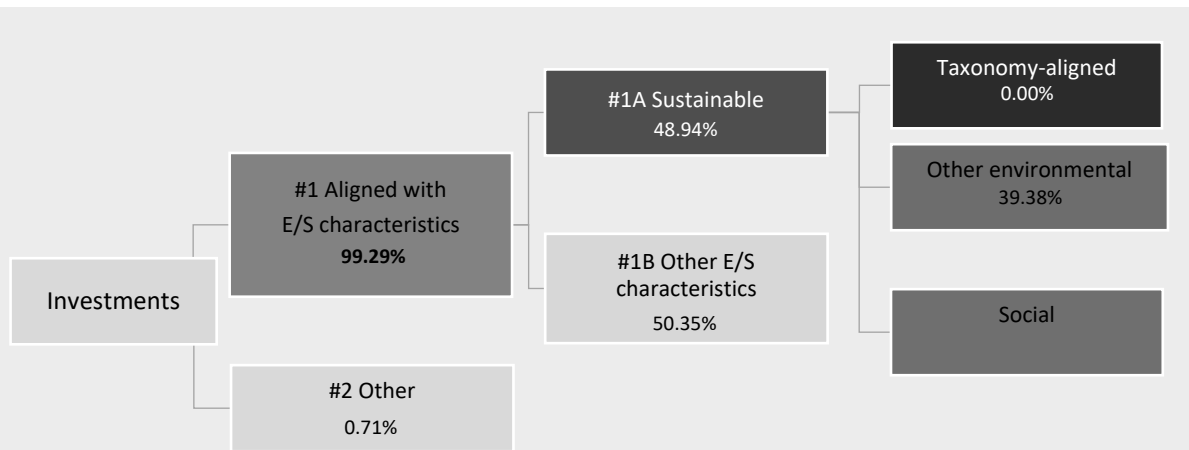 Investments
#1 Aligned with
E/S characteristics
99.29%
#2 Other
0.71%
#1A Sustainable
48.94%
#1B Other E/S
characteristics
50.35%
Taxonomy-aligned
0.00%
Other environmental
39.38%
Social